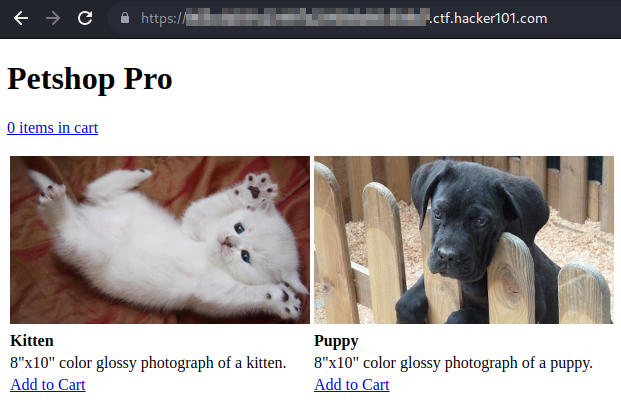 https://
.ctf.hacker101.com
Petshop Pro
0 items in cart
Kitten
8"x10" color glossy photograph of a kitten.
Add to Cart
Puppy
8"x10" color glossy photograph of a puppy.
Add to Cart